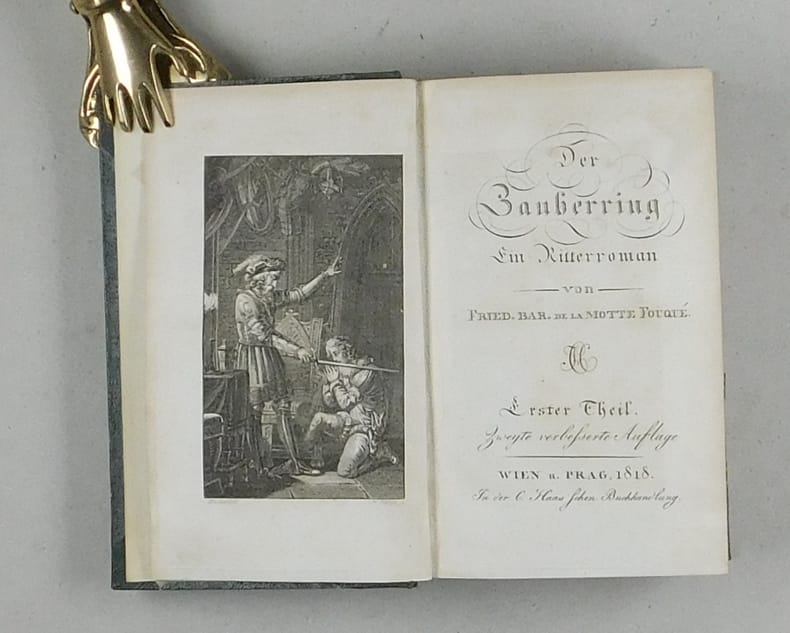 Der
Zauberring
Ein Ritterroman
von
FRIED. BAR. DE LA MOTTE FOUQUÉ.
Erster Theil.
Zweyte verbesserte Auflage
WIEN u. PRAG, 1818.
In der C. Haas'schen Buchhandlung.